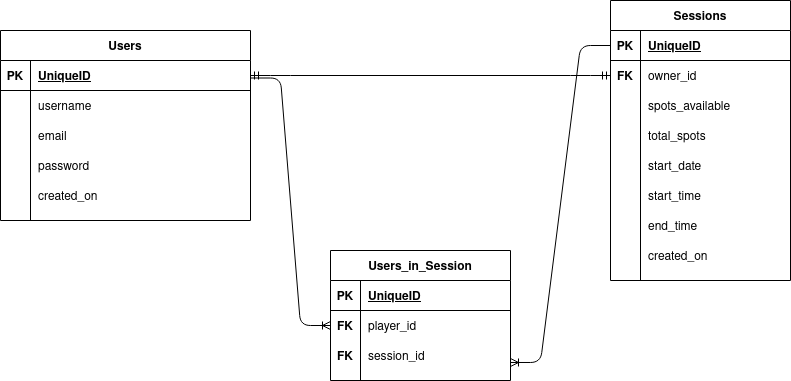 Users
PK UniqueID
username
email
password
created_on
Sessions
PK UniqueID
FK owner_id
spots_available
total_spots
start_date
start_time
end_time
created_on
Users_in_Session
PK UniqueID
FK player_id
FK session_id